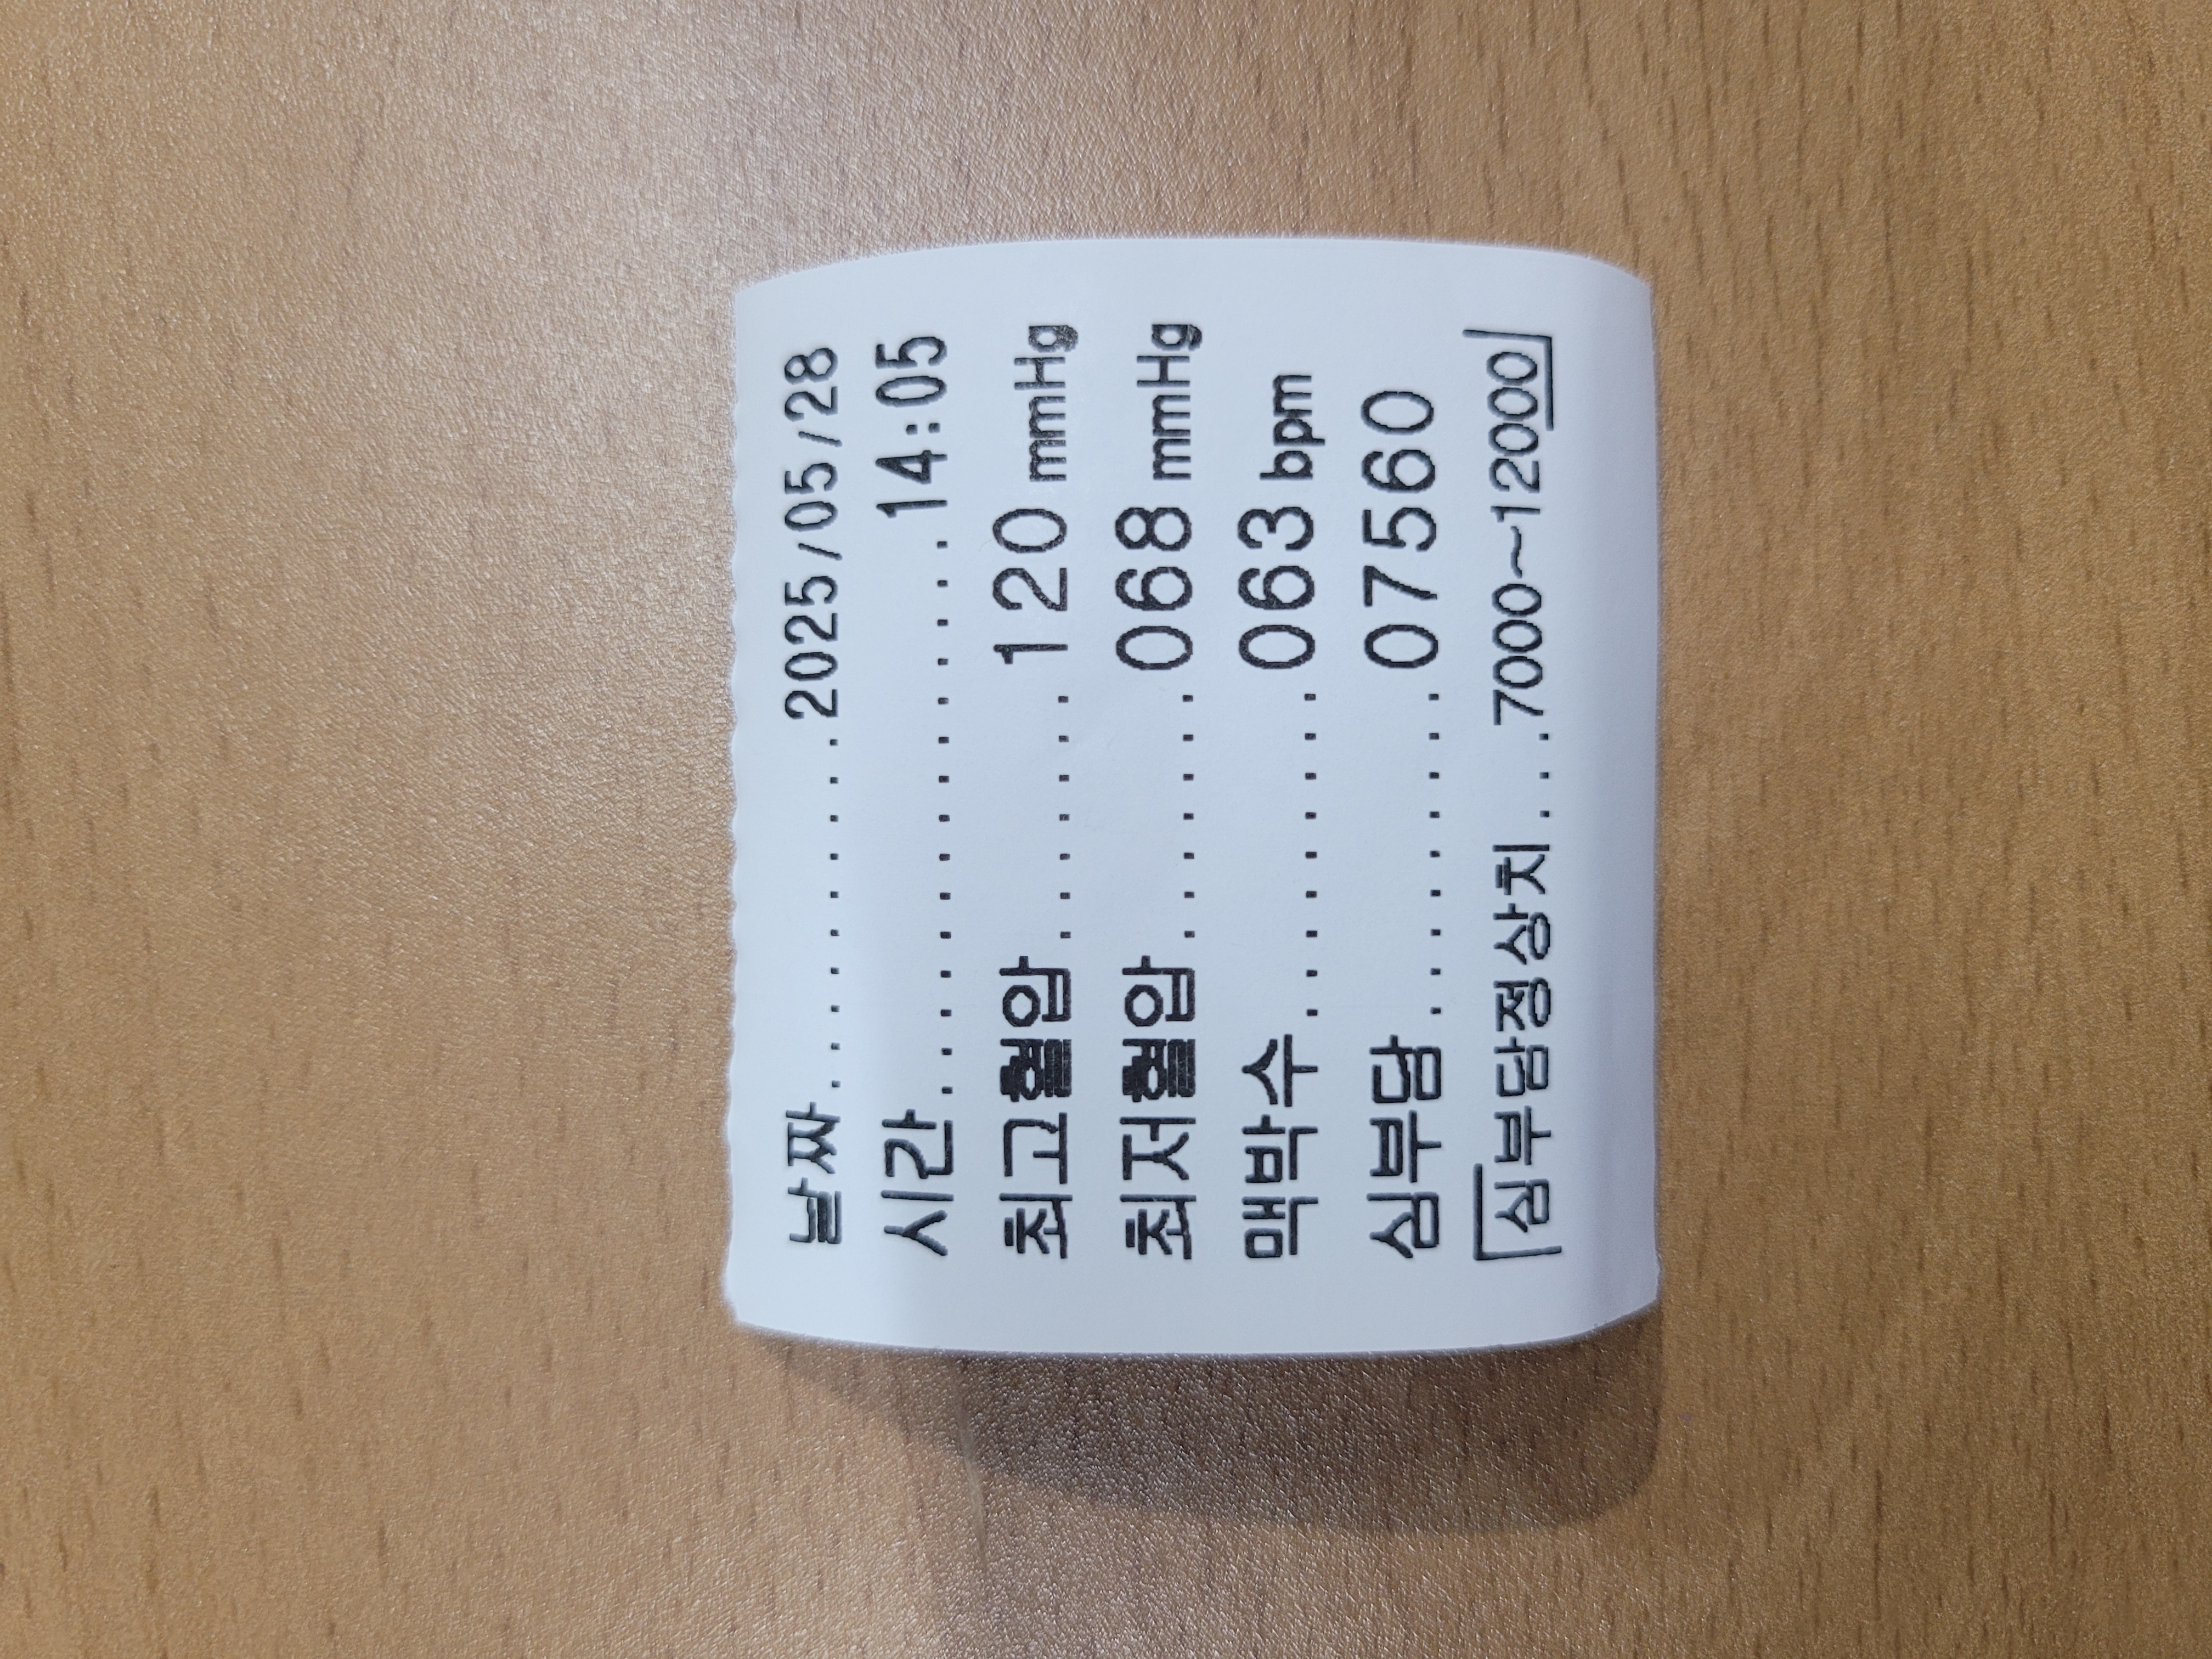 날짜..........2025/05/28
시간...............14:05
최고혈압.......120 mmHg
최저혈압.......068 mmHg
맥박수.........063 bpm
심부담.........07560
[심부담정상치...7000~12000]